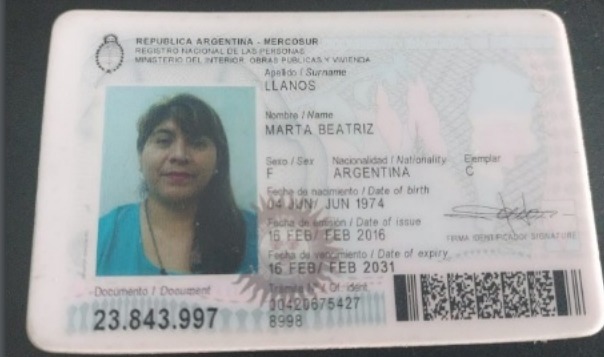 REPUBLICA ARGENTINA - MERCOSUR
REGISTRO NACIONAL DE LAS PERSONAS
MINISTERIO DEL INTERIOR, OBRAS PUBLICAS Y VIVIENDA
Apellido / Surname
LLANOS
Nombre / Name
MARTA BEATRIZ
Sexo / Sex Nacionalidad / Nationality Ejemplar
F ARGENTINA C
Fecha de nacimiento / Date of birth
04 JUN/ JUN 1974
Fecha de emisión / Date of issue
16 FEB/ FEB 2016
FIRMA IDENTIFICADO/ SIGNATURE
Fecha de vencimiento / Date of expiry
16 FEB/ FEB 2031
Documento / Document
Trámite Nº / Of. ident.
23.843.997
00420675427
8998